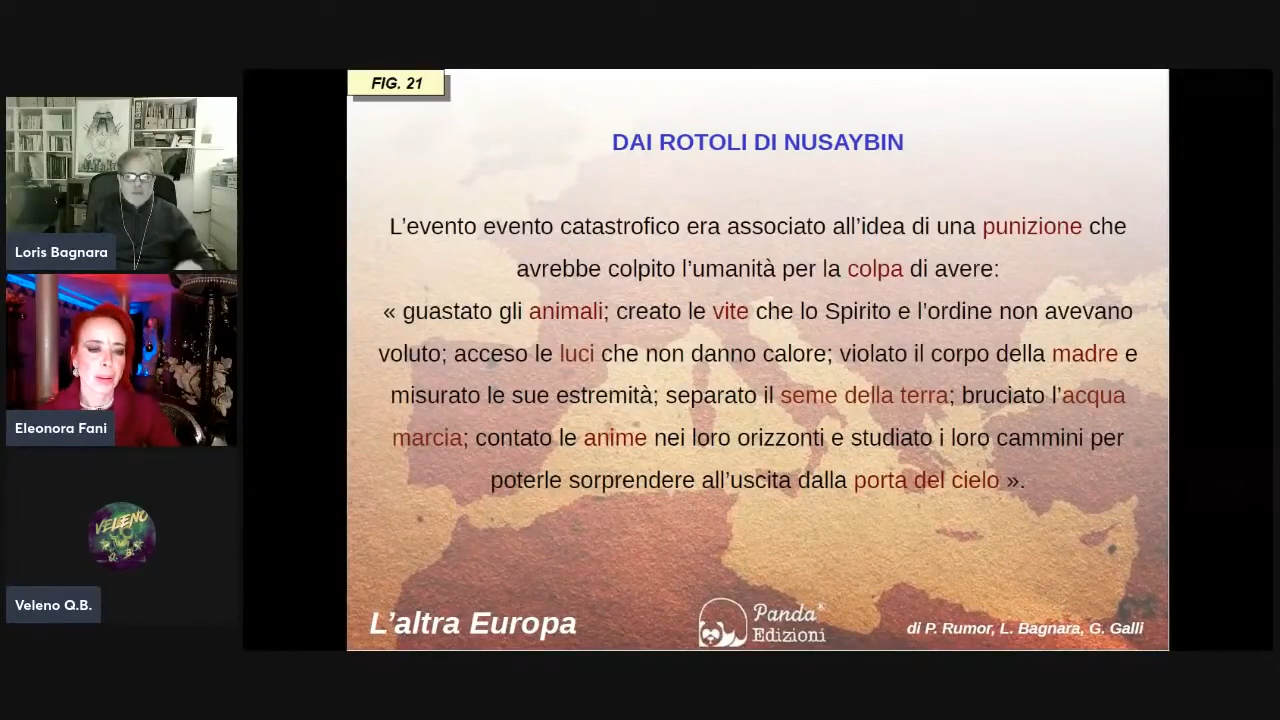 FIG. 21
DAI ROTOLI DI NUSAYBIN
L'evento evento catastrofico era associato all'idea di una punizione che
avrebbe colpito l'umanità per la colpa di avere:
« guastato gli animali; creato le vite che lo Spirito e l'ordine non avevano
voluto; acceso le luci che non danno calore; violato il corpo della madre e
misurato le sue estremità; separato il seme della terra; bruciato l'acqua
marcia; contato le anime nei loro orizzonti e studiato i loro cammini per
poterle sorprendere all'uscita dalla porta del cielo ».
L'altra Europa
Panda
Edizioni
di P. Rumor, L. Bagnara, G. Galli
Loris Bagnara
Eleonora Fani
VELENO
Q. B.
Veleno Q.B.